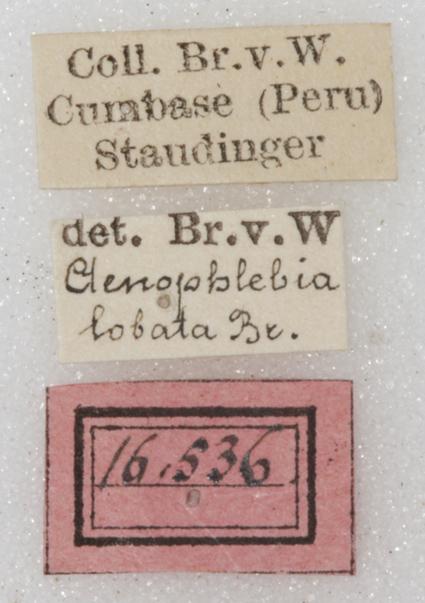 Coll. Br.v.W.
Cumbase (Peru)
Staudinger
det. Br.v.W
Ctenophlebia
lobata Br.
16.536.